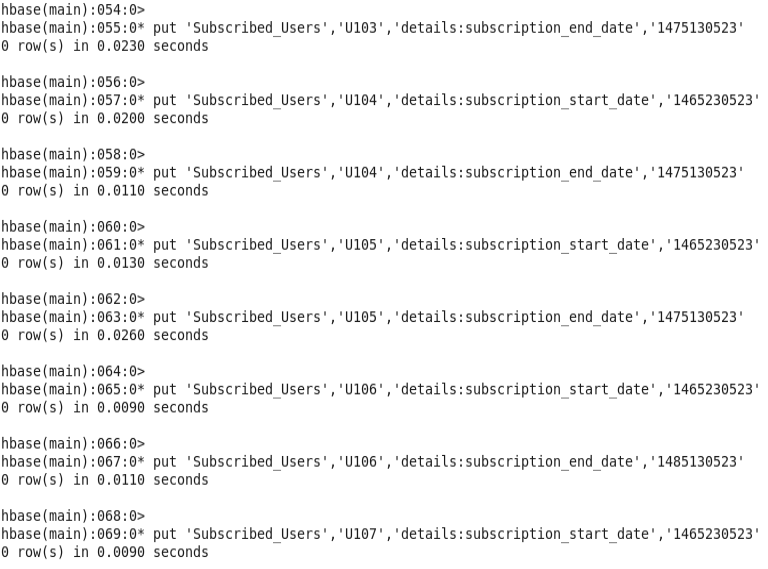 hbase(main):054:0>
hbase(main):055:0* put 'Subscribed_Users','U103','details:subscription_end_date','1475130523'
0 row(s) in 0.0230 seconds
hbase(main):056:0>
hbase(main):057:0* put 'Subscribed_Users','U104','details:subscription_start_date','1465230523'
0 row(s) in 0.0200 seconds
hbase(main):058:0>
hbase(main):059:0* put 'Subscribed_Users','U104','details:subscription_end_date','1475130523'
0 row(s) in 0.0110 seconds
hbase(main):060:0>
hbase(main):061:0* put 'Subscribed_Users','U105','details:subscription_start_date','1465230523'
0 row(s) in 0.0130 seconds
hbase(main):062:0>
hbase(main):063:0* put 'Subscribed_Users','U105','details:subscription_end_date','1475130523'
0 row(s) in 0.0260 seconds
hbase(main):064:0>
hbase(main):065:0* put 'Subscribed_Users','U106','details:subscription_start_date','1465230523'
0 row(s) in 0.0090 seconds
hbase(main):066:0>
hbase(main):067:0* put 'Subscribed_Users','U106','details:subscription_end_date','1485130523'
0 row(s) in 0.0110 seconds
hbase(main):068:0>
hbase(main):069:0* put 'Subscribed_Users','U107','details:subscription_start_date','1465230523'
0 row(s) in 0.0090 seconds